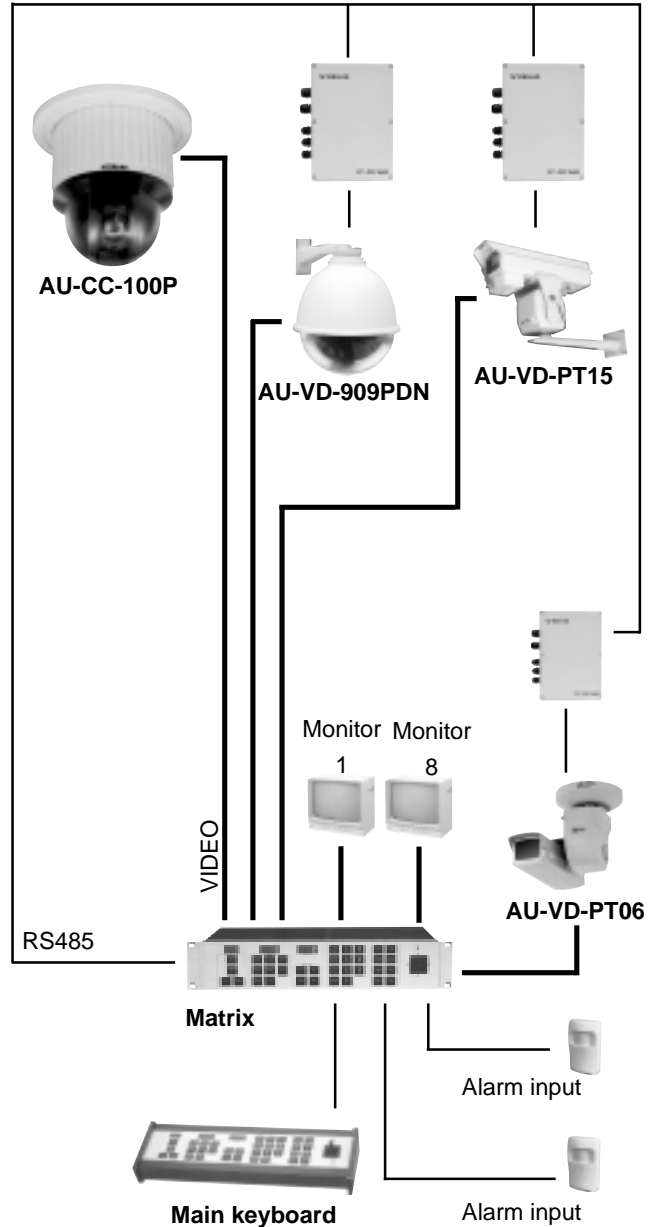 AU-CC-100P
AU-VD-909PDN
AU-VD-PT15
Monitor
1
Monitor
8
VIDEO
AU-VD-PT06
RS485
Matrix
Alarm input
Main keyboard
Alarm input